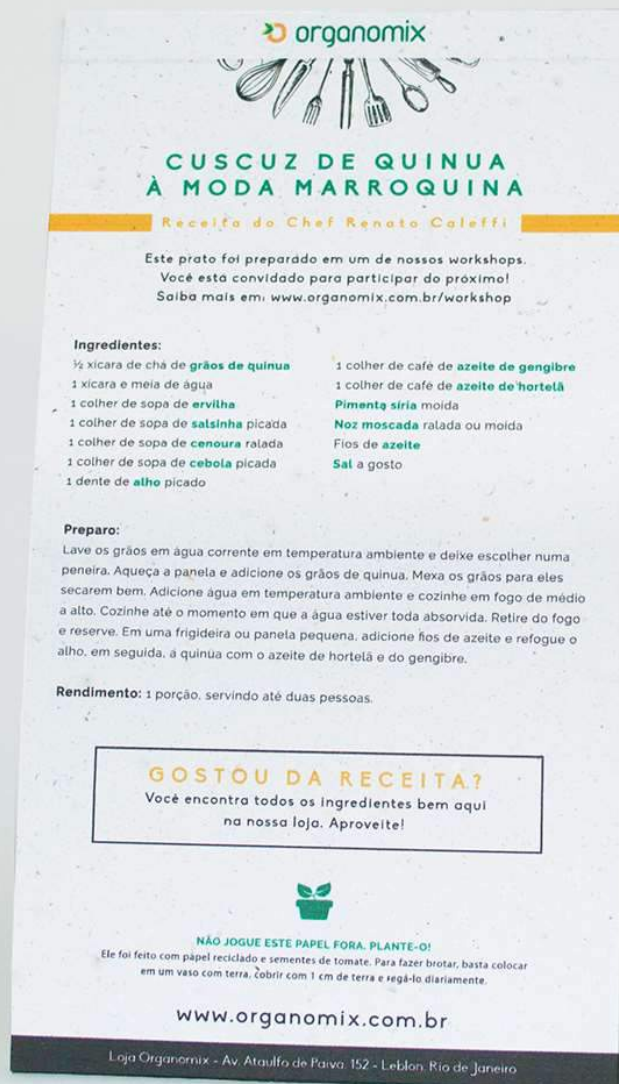 organomix
CUSCUZ DE QUINUA
À MODA MARROQUINA
Receita do Chef Renato Caleffi
Este prato foi preparado em um de nossos workshops.
Você está convidado para participar do próximo!
Saiba mais em: www.organomix.com.br/workshop
Ingredientes:
½ xícara de chá de grãos de quinua
1 xícara e meia de água
1 colher de sopa de ervilha
1 colher de sopa de salsinha picada
1 colher de sopa de cenoura ralada
1 colher de sopa de cebola picada
1 dente de alho picado
1 colher de café de azeite de gengibre
1 colher de café de azeite de hortelã
Pimenta síria moída
Noz moscada ralada ou moída
Fios de azeite
Sal a gosto
Preparo:
Lave os grãos em água corrente em temperatura ambiente e deixe escolher numa
peneira. Aqueça a panela e adicione os grãos de quinua. Mexa os grãos para eles
secarem bem. Adicione água em temperatura ambiente e cozinhe em fogo de médio
a alto. Cozinhe até o momento em que a água estiver toda absorvida. Retire do fogo
e reserve. Em uma frigideira ou panela pequena, adicione fios de azeite e refogue o
alho, em seguida, a quinua com o azeite de hortelã e do gengibre.
Rendimento: 1 porção, servindo até duas pessoas.
GOSTOU DA RECEITA?
Você encontra todos os ingredientes bem aqui
na nossa loja. Aproveite!
NÃO JOGUE ESTE PAPEL FORA. PLANTE-O!
Ele foi feito com papel reciclado e sementes de tomate. Para fazer brotar, basta colocar
em um vaso com terra, cobrir com 1 cm de terra e regá-lo diariamente.
www.organomix.com.br
Loja Organomix - Av. Ataulfo de Paiva, 152 - Leblon, Rio de Janeiro